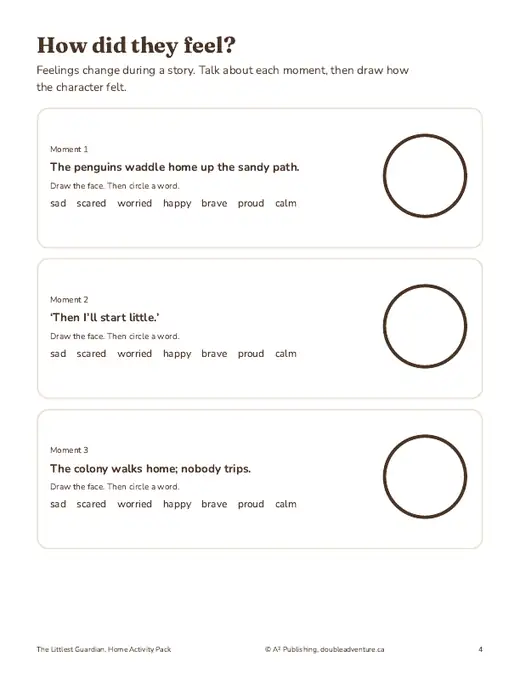 How did they feel?
Feelings change during a story. Talk about each moment, then draw how
the character felt.
Moment 1
The penguins waddle home up the sandy path.
Draw the face. Then circle a word.
sad scared worried happy brave proud calm
Moment 2
‘Then I’ll start little.’
Draw the face. Then circle a word.
sad scared worried happy brave proud calm
Moment 3
The colony walks home; nobody trips.
Draw the face. Then circle a word.
sad scared worried happy brave proud calm
The Littlest Guardian, Home Activity Pack © A² Publishing, doubleadventure.ca 4